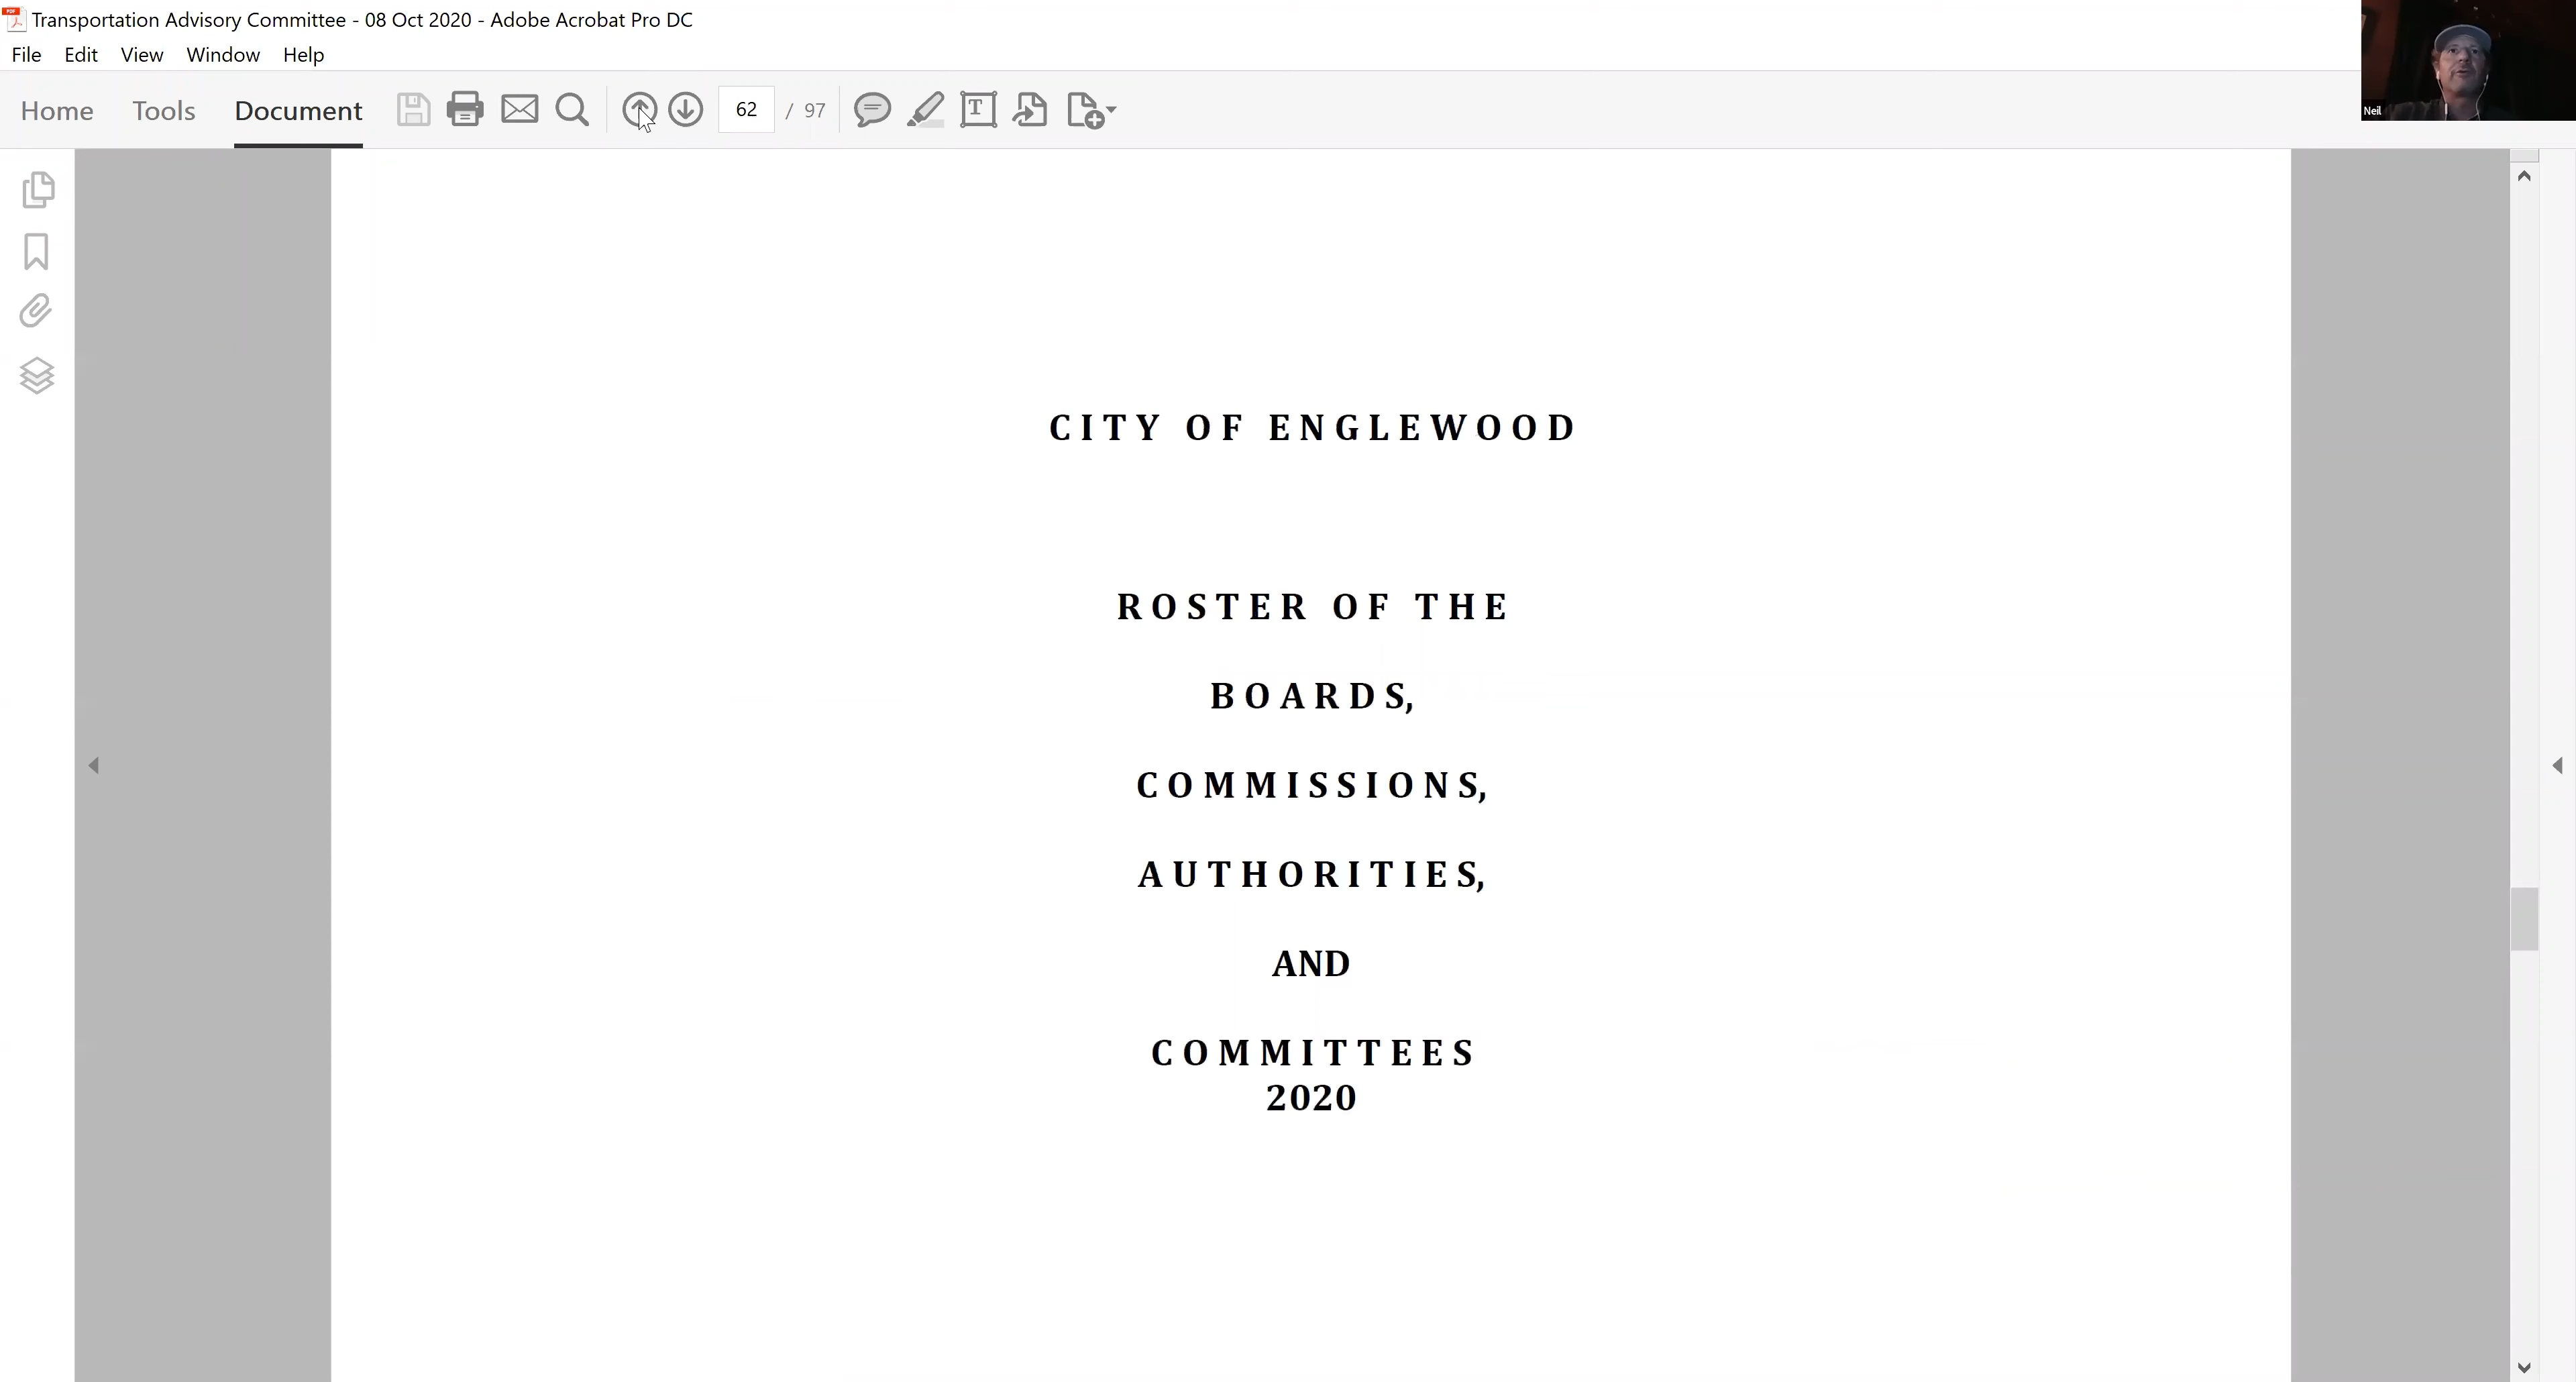 Transportation Advisory Committee - 08 Oct 2020 - Adobe Acrobat Pro DC
File Edit View Window Help
Neil
Home Tools Document 62 / 97
CITY OF ENGLEWOOD
ROSTER OF THE
BOARDS,
COMMISSIONS,
AUTHORITIES,
AND
COMMITTEES
2020